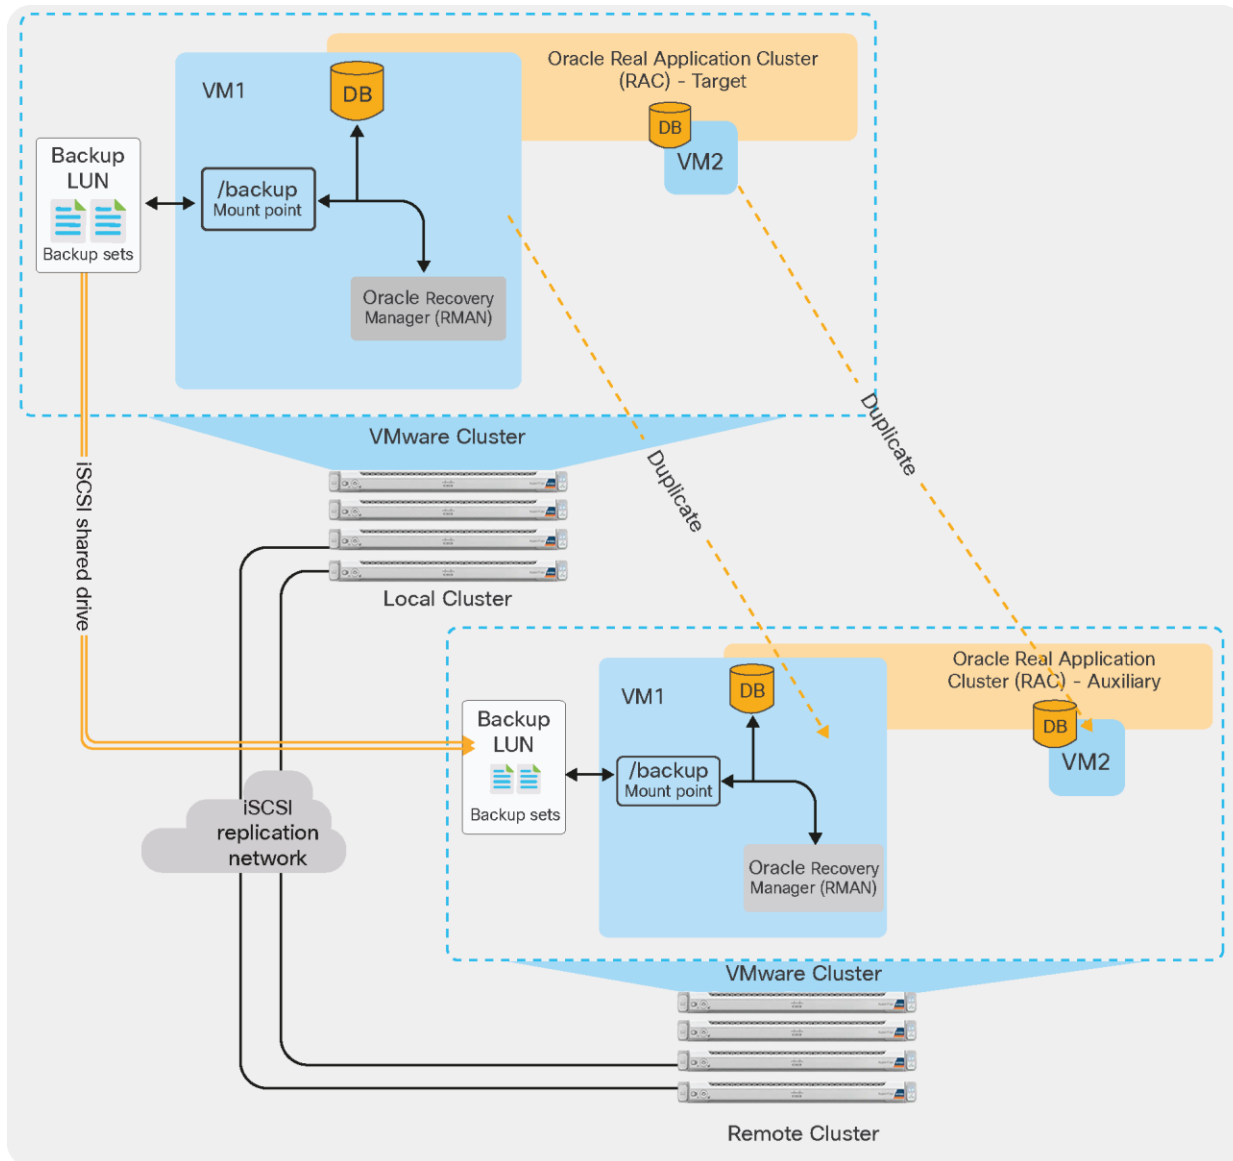 Oracle Real Application Cluster
(RAC) - Target
VM1
DB
DB
VM2
Backup
LUN
Backup sets
/backup
Mount point
Oracle Recovery
Manager (RMAN)
VMware Cluster
Local Cluster
iSCSI shared drive
Duplicate
Duplicate
Oracle Real Application
Cluster (RAC) - Auxiliary
VM1
DB
DB
VM2
Backup
LUN
Backup sets
/backup
Mount point
Oracle Recovery
Manager (RMAN)
iSCSI
replication
network
VMware Cluster
Remote Cluster